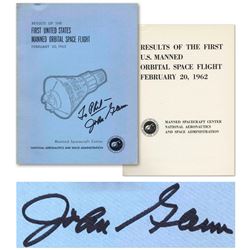 RESULTS OF THE
FIRST UNITED STATES
MANNED ORBITAL SPACE FLIGHT
FEBRUARY 20, 1962
To Phil—
John Glenn
Manned Spacecraft Center
NATIONAL AERONAUTICS AND SPACE ADMINISTRATION
RESULTS OF THE FIRST
U.S. MANNED
ORBITAL SPACE FLIGHT
FEBRUARY 20, 1962
MANNED SPACECRAFT CENTER
NATIONAL AERONAUTICS
AND SPACE ADMINISTRATION
John Glenn